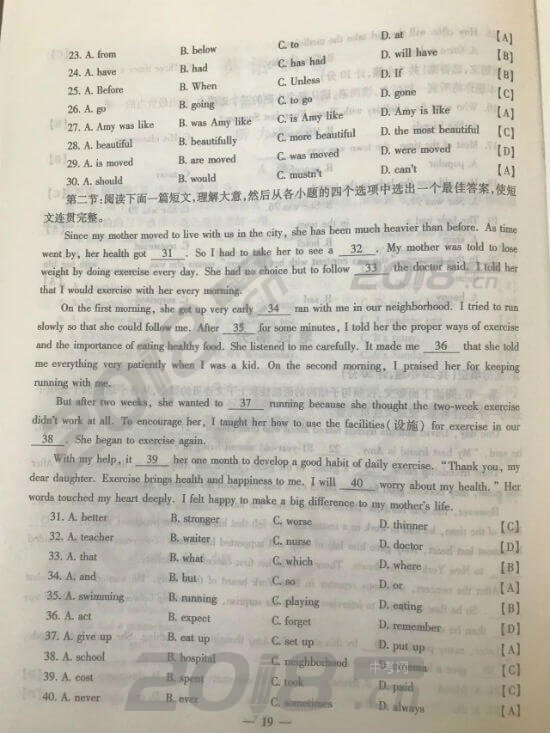 23. A. from B. below C. to D. at 【A】
24. A. have B. had C. has had D. will have 【B】
25. A. Before B. When C. Unless D. If 【B】
26. A. go B. going C. to go D. gone 【C】
27. A. Amy was like B. was Amy like C. is Amy like D. Amy is like 【A】
28. A. beautiful B. beautifully C. more beautiful D. the most beautiful 【C】
29. A. is moved B. are moved C. was moved D. were moved 【D】
30. A. should B. would C. mustn't D. can't 【A】
第二节:阅读下面一篇短文,理解大意,然后从各小题的四个选项中选出一个最佳答案,使短
文连贯完整。
Since my mother moved to live with us in the city, she has been much heavier than before. As time
went by, her health got 31 . So I had to take her to see a 32 . My mother was told to lose
weight by doing exercise every day. She had no choice but to follow 33 the doctor said. I told her
that I would exercise with her every morning.
On the first morning, she got up very early 34 ran with me in our neighborhood. I tried to run
slowly so that she could follow me. After 35 for some minutes, I told her the proper ways of exercise
and the importance of eating healthy food. She listened to me carefully. It made me 36 that she told
me everything very patiently when I was a kid. On the second morning, I praised her for keeping
running with me.
But after two weeks, she wanted to 37 running because she thought the two-week exercise
didn't work at all. To encourage her, I taught her how to use the facilities(设施) for exercise in our
38 . She began to exercise again.
With my help, it 39 her one month to develop a good habit of daily exercise. "Thank you, my
dear daughter. Exercise brings health and happiness to me. I will 40 worry about my health." Her
words touched my heart deeply. I felt happy to make a big difference to my mother's life.
31. A. better B. stronger C. worse D. thinner 【C】
32. A. teacher B. waiter C. nurse D. doctor 【D】
33. A. that B. what C. which D. where 【B】
34. A. and B. but C. so D. or 【A】
35. A. swimming B. running C. playing D. eating 【B】
36. A. act B. expect C. forget D. remember 【D】
37. A. give up B. eat up C. set up D. put up 【A】
38. A. school B. hospital C. neighborhood D. 【C】
39. A. cost B. spent C. took D. paid 【C】
40. A. never B. ever C. sometimes D. always 【A】
— 19 —
中考网